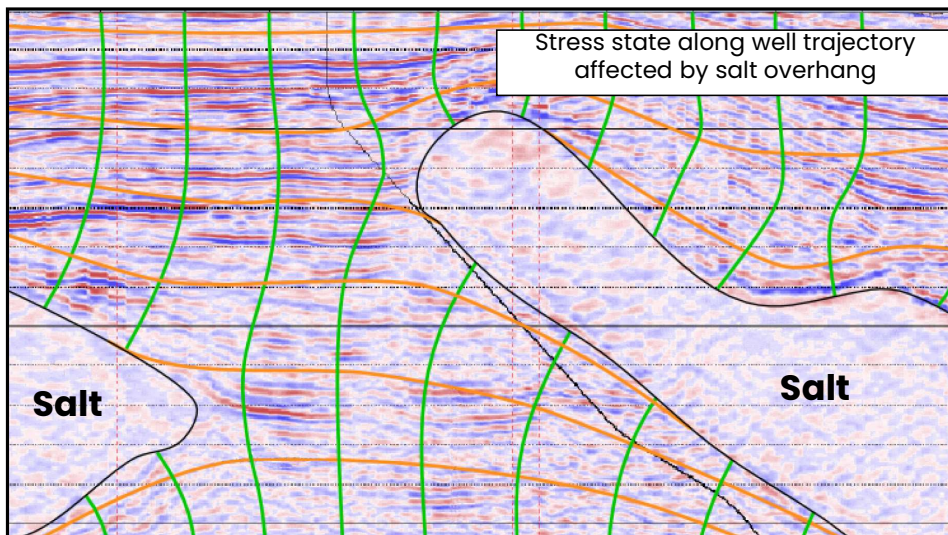 Stress state along well trajectory
affected by salt overhang
Salt
Salt